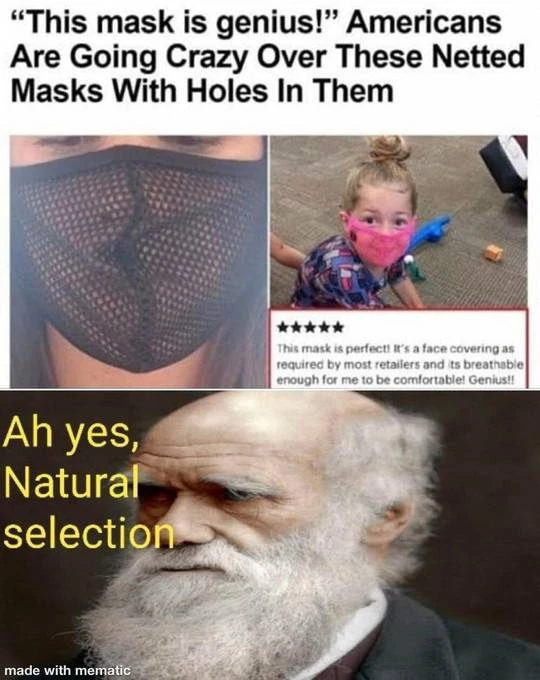 “This mask is genius!” Americans
Are Going Crazy Over These Netted
Masks With Holes In Them
★★★★★
This mask is perfect! It's a face covering as
required by most retailers and its breathable
enough for me to be comfortable! Genius!!
Ah yes,
Natural
selection
made with mematic